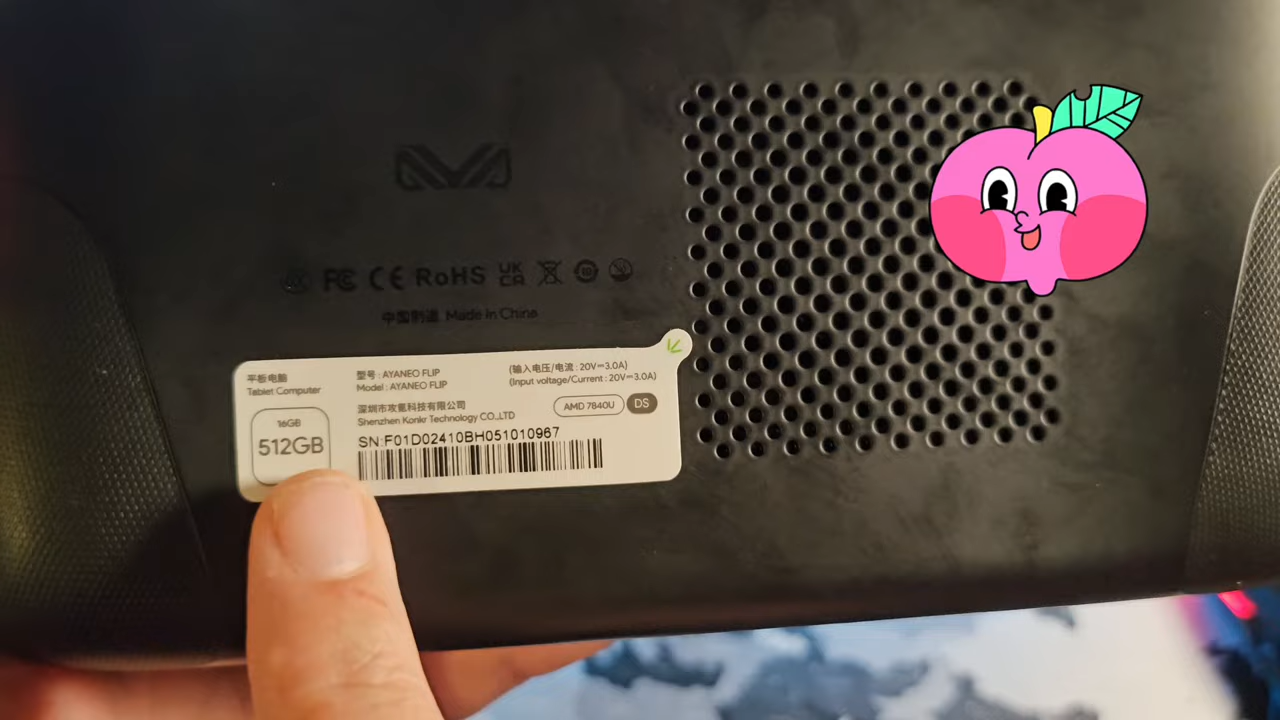 FC CE RoHS UK CA
中国制造 Made in China
平板电脑
Tablet Computer
16GB
512GB
型号 : AYANEO FLIP
Model : AYANEO FLIP
(输入电压/电流 : 20V⎓3.0A)
(Input voltage/Current : 20V⎓3.0A)
深圳市攻氪科技有限公司
Shenzhen Konkr Technology CO.,LTD
AMD 7840U
DS
SN:F01D02410BH051010967